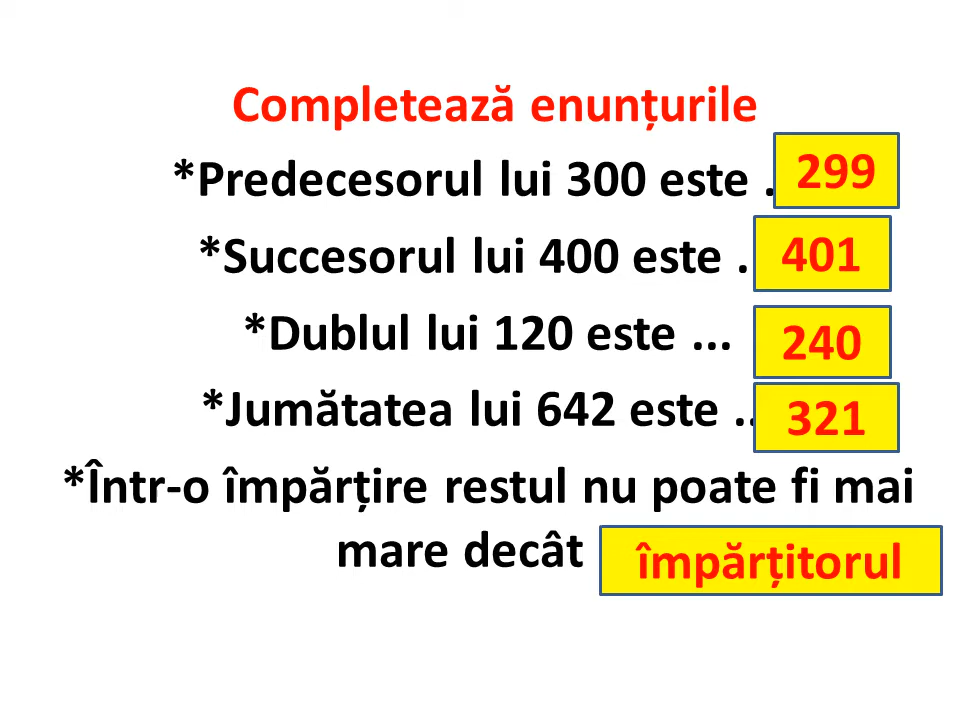 Completează enunțurile
*Predecesorul lui 300 este . 299
*Succesorul lui 400 este . 401
*Dublul lui 120 este ... 240
*Jumătatea lui 642 este .. 321
*Într-o împărțire restul nu poate fi mai
mare decât împărțitorul